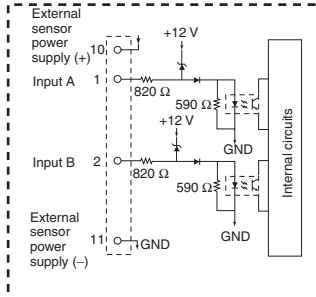 External
sensor
power
supply (+)
10
+12 V
Input A
1
820 Ω
590 Ω
GND
+12 V
Input B
2
820 Ω
590 Ω
GND
External
sensor
power
supply (−)
11
GND
Internal circuits